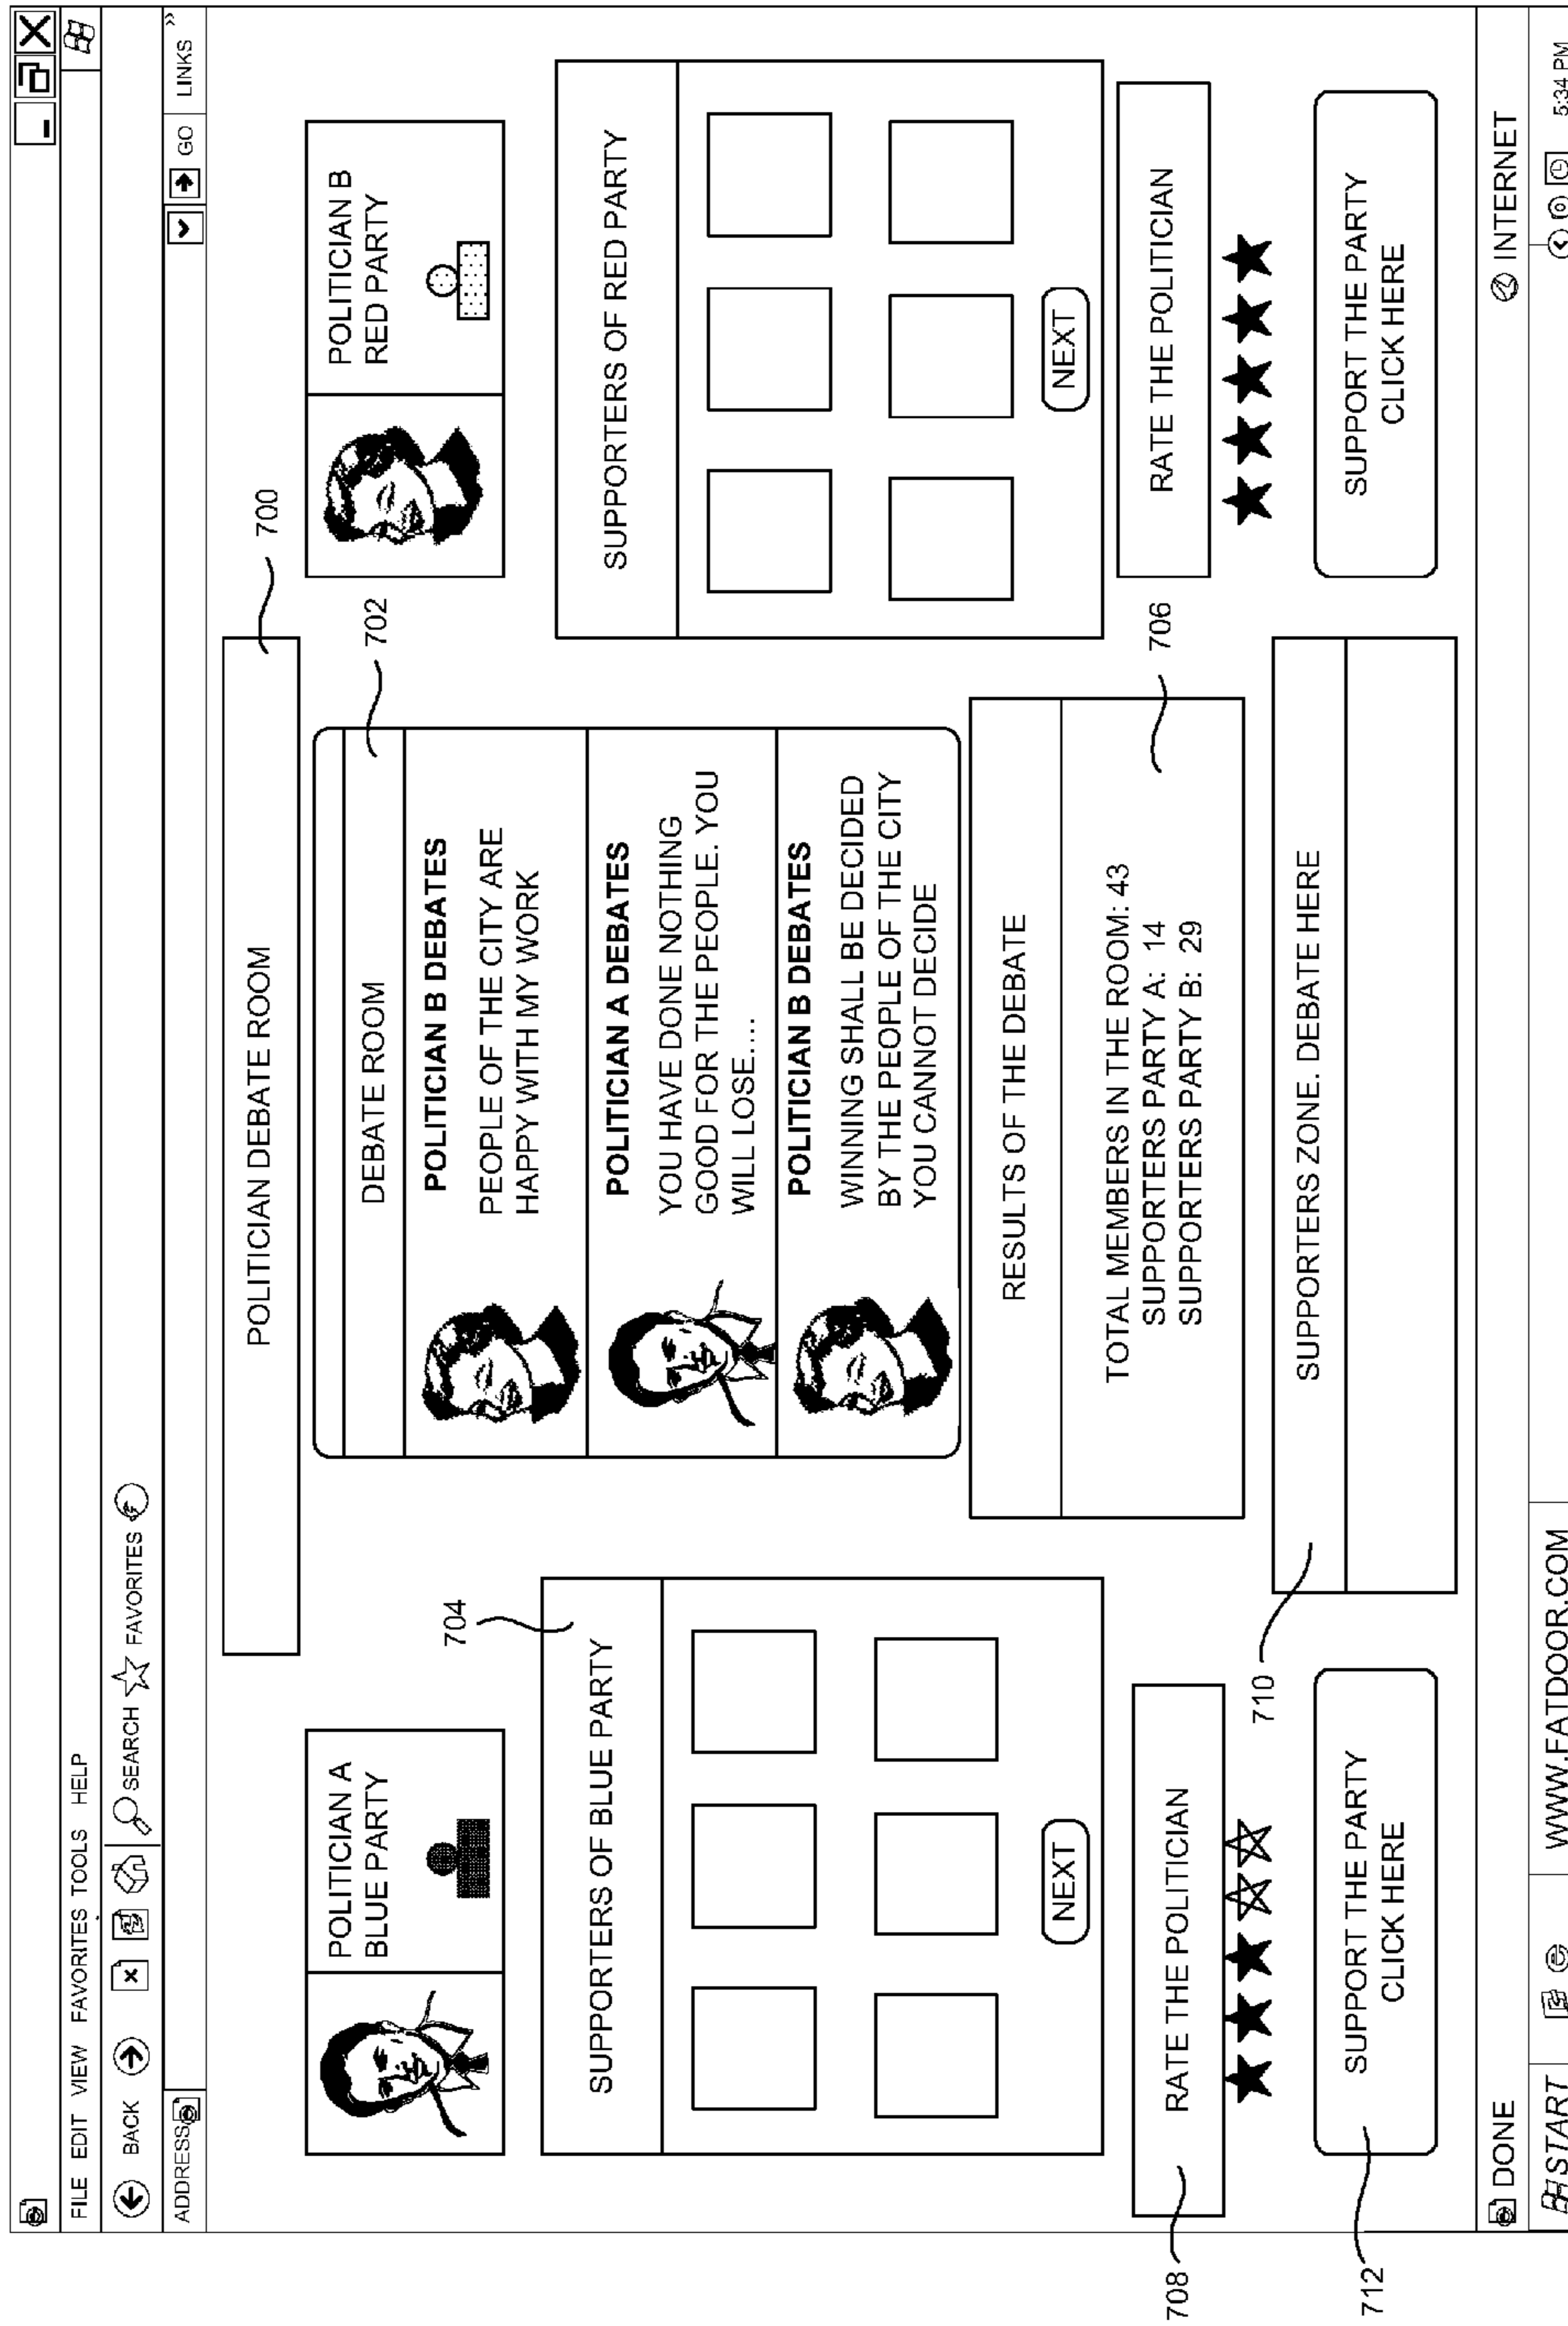 FILE EDIT VIEW FAVORITES TOOLS HELP
BACK
SEARCH
FAVORITES
ADDRESS
GO
LINKS
»
POLITICIAN DEBATE ROOM
700
POLITICIAN A
BLUE PARTY
704
SUPPORTERS OF BLUE PARTY
NEXT
708
RATE THE POLITICIAN
712
SUPPORT THE PARTY
CLICK HERE
702
DEBATE ROOM
POLITICIAN B DEBATES
PEOPLE OF THE CITY ARE
HAPPY WITH MY WORK
POLITICIAN A DEBATES
YOU HAVE DONE NOTHING
GOOD FOR THE PEOPLE. YOU
WILL LOSE....
POLITICIAN B DEBATES
WINNING SHALL BE DECIDED
BY THE PEOPLE OF THE CITY
YOU CANNOT DECIDE
RESULTS OF THE DEBATE
706
TOTAL MEMBERS IN THE ROOM: 43
SUPPORTERS PARTY A: 14
SUPPORTERS PARTY B: 29
710
SUPPORTERS ZONE. DEBATE HERE
POLITICIAN B
RED PARTY
SUPPORTERS OF RED PARTY
NEXT
RATE THE POLITICIAN
SUPPORT THE PARTY
CLICK HERE
DONE
INTERNET
START
WWW.FATDOOR.COM
5:34 PM